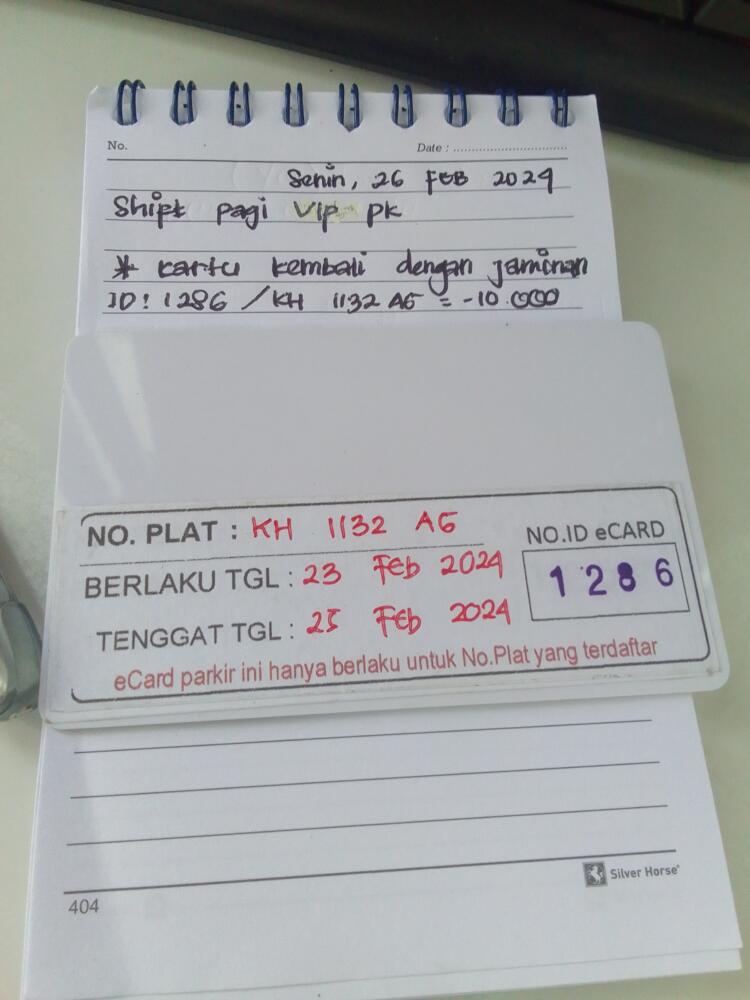 No. Date : ................................
Senin, 26 FEB 2024
Shift pagi Vip PK
* Kartu kembali dengan jaminan
ID: 1286 / KH 1132 AG = -10.000
NO. PLAT : KH 1132 AG
NO.ID eCARD
BERLAKU TGL : 23 Feb 2024
1286
TENGGAT TGL : 25 Feb 2024
eCard parkir ini hanya berlaku untuk No.Plat yang terdaftar
Silver Horse
404